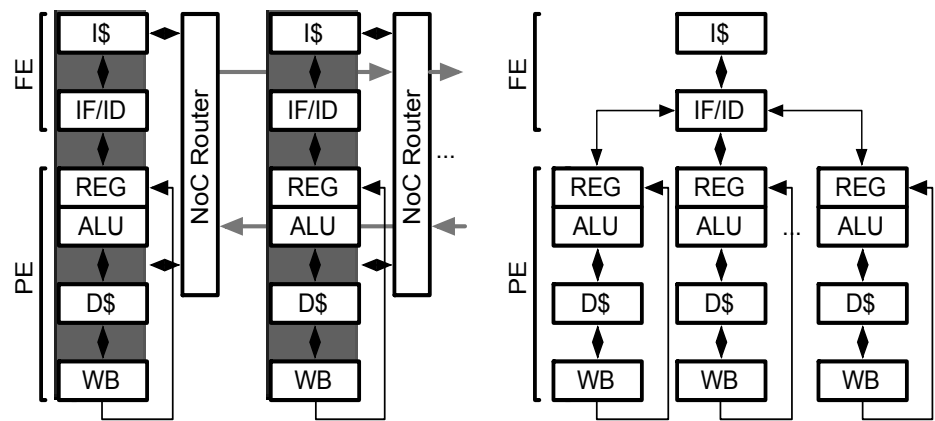 FE
I$
IF/ID
PE
REG
ALU
D$
WB
NoC Router
I$
IF/ID
REG
ALU
D$
WB
NoC Router
...
FE
I$
IF/ID
PE
REG
ALU
D$
WB
REG
ALU
D$
WB
...
REG
ALU
D$
WB